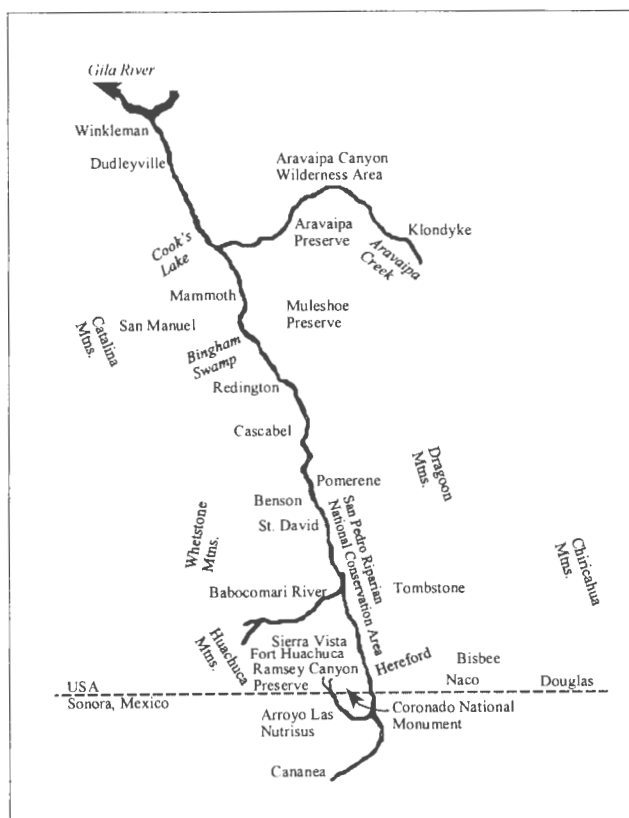 Gila River
Winkleman
Dudleyville
Aravaipa Canyon
Wilderness Area
Aravaipa
Preserve
Klondyke
Aravaipa
Creek
Cook's
Lake
Mammoth
Muleshoe
Preserve
Catalina
Mtns.
San Manuel
Bingham
Swamp
Redington
Cascabel
Dragoon
Mtns.
Pomerene
Benson
St. David
San Pedro Riparian
National Conservation Area
Whetstone
Mtns.
Chiricahua
Mtns.
Babocomari River
Tombstone
Huachuca
Mtns.
Sierra Vista
Fort Huachuca
Ramsey Canyon
Preserve
Hereford
Bisbee
Naco
Douglas
USA
Sonora, Mexico
Arroyo Las
Nutrisus
Coronado National
Monument
Cananea